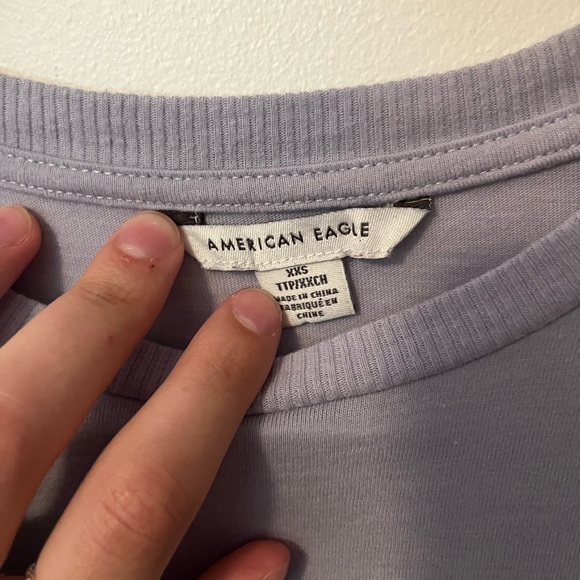 AMERICAN EAGLE
XXS
TTP/XXCH
MADE IN CHINA
FABRIQUÉ EN
CHINE